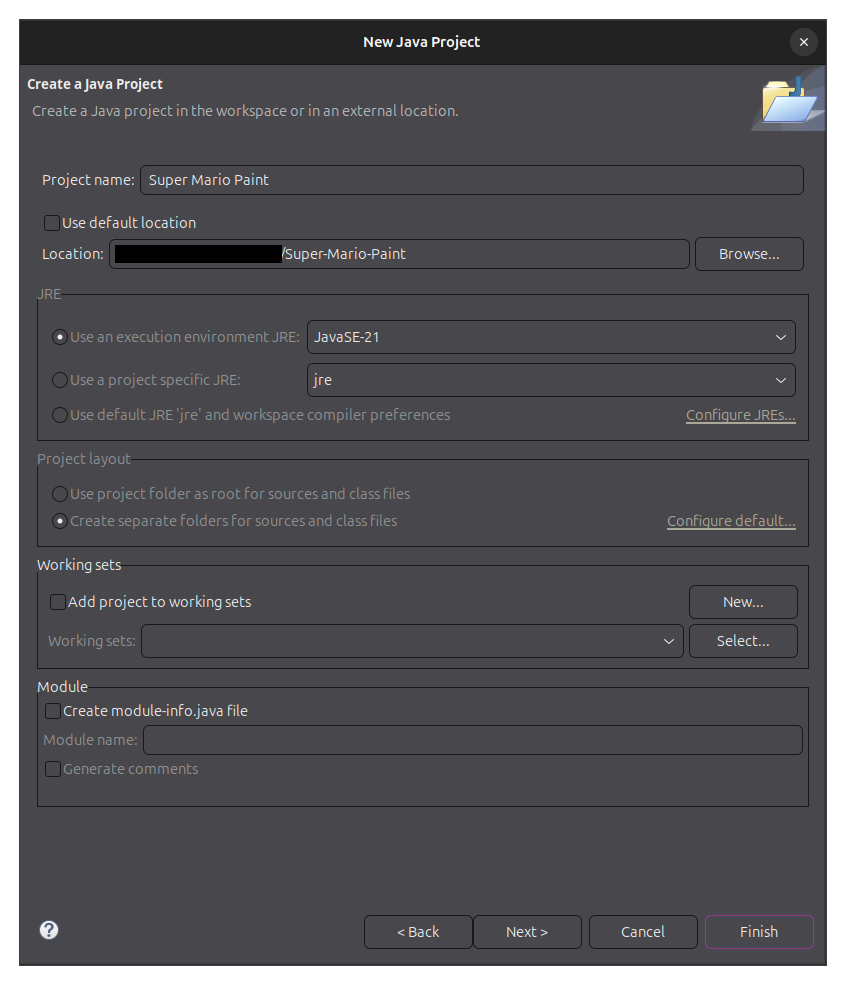 New Java Project
Create a Java Project
Create a Java project in the workspace or in an external location.
Project name: Super Mario Paint
Use default location
Location: /Super-Mario-Paint Browse...
JRE
Use an execution environment JRE: JavaSE-21
Use a project specific JRE: jre
Use default JRE 'jre' and workspace compiler preferences Configure JREs...
Project layout
Use project folder as root for sources and class files
Create separate folders for sources and class files Configure default...
Working sets
Add project to working sets New...
Working sets: Select...
Module
Create module-info.java file
Module name:
Generate comments
? < Back Next > Cancel Finish